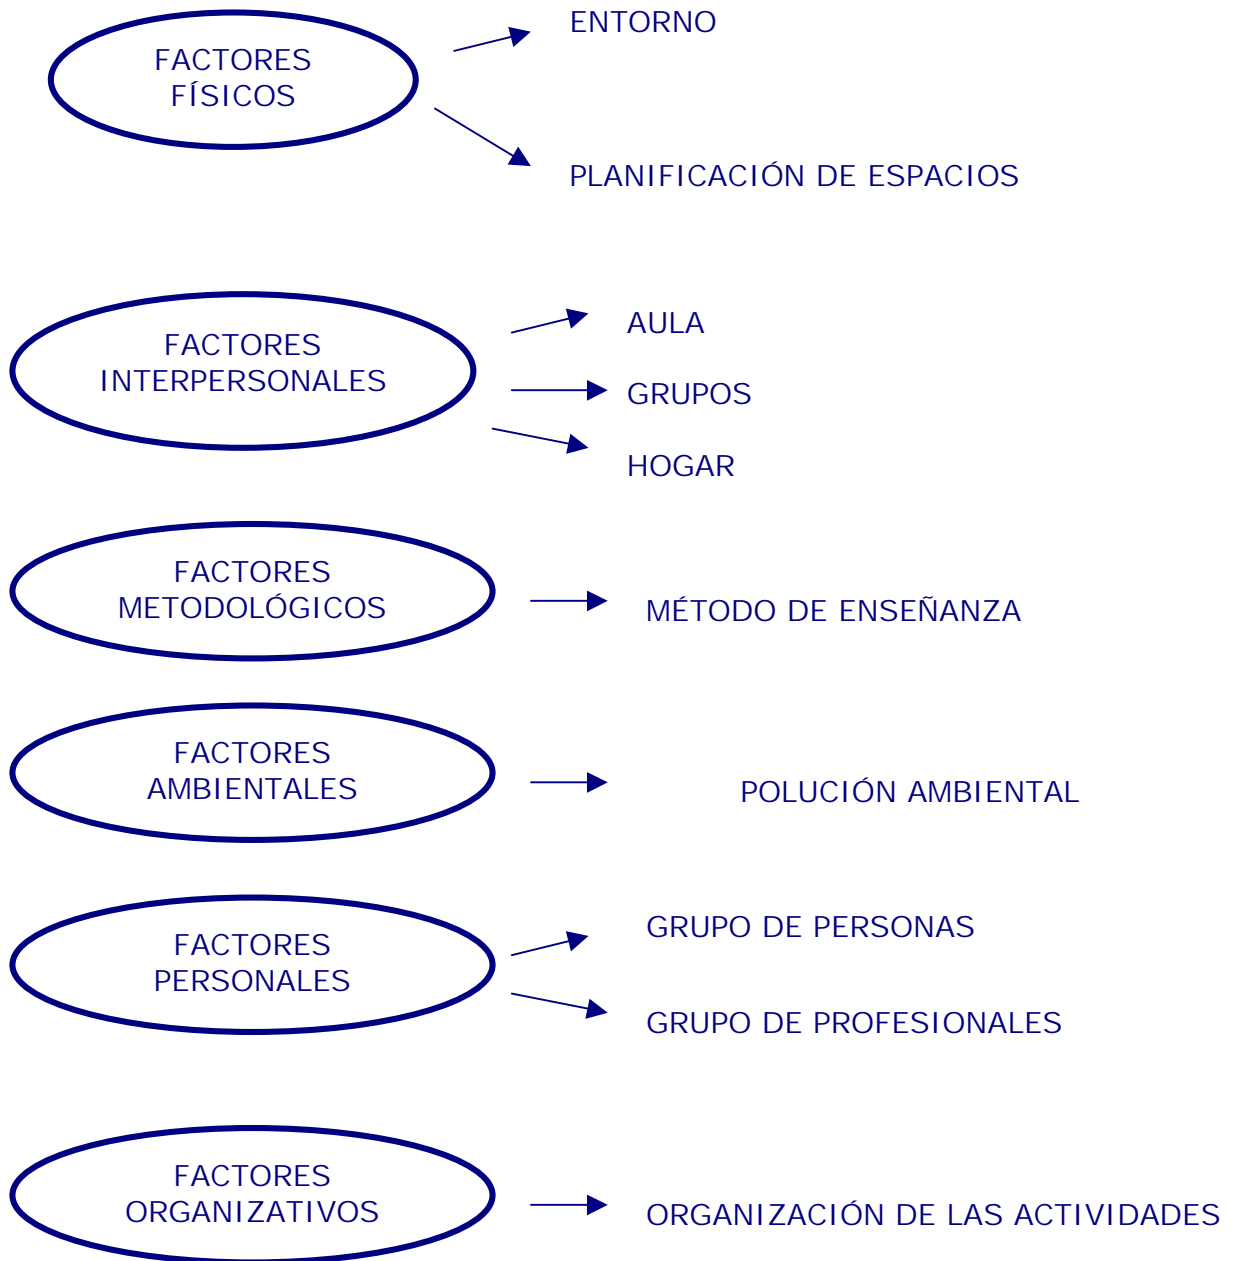 ENTORNO
FACTORES
FÍSICOS
PLANIFICACIÓN DE ESPACIOS
FACTORES
INTERPERSONALES
AULA
GRUPOS
HOGAR
FACTORES
METODOLÓGICOS
MÉTODO DE ENSEÑANZA
FACTORES
AMBIENTALES
POLUCIÓN AMBIENTAL
FACTORES
PERSONALES
GRUPO DE PERSONAS
GRUPO DE PROFESIONALES
FACTORES
ORGANIZATIVOS
ORGANIZACIÓN DE LAS ACTIVIDADES